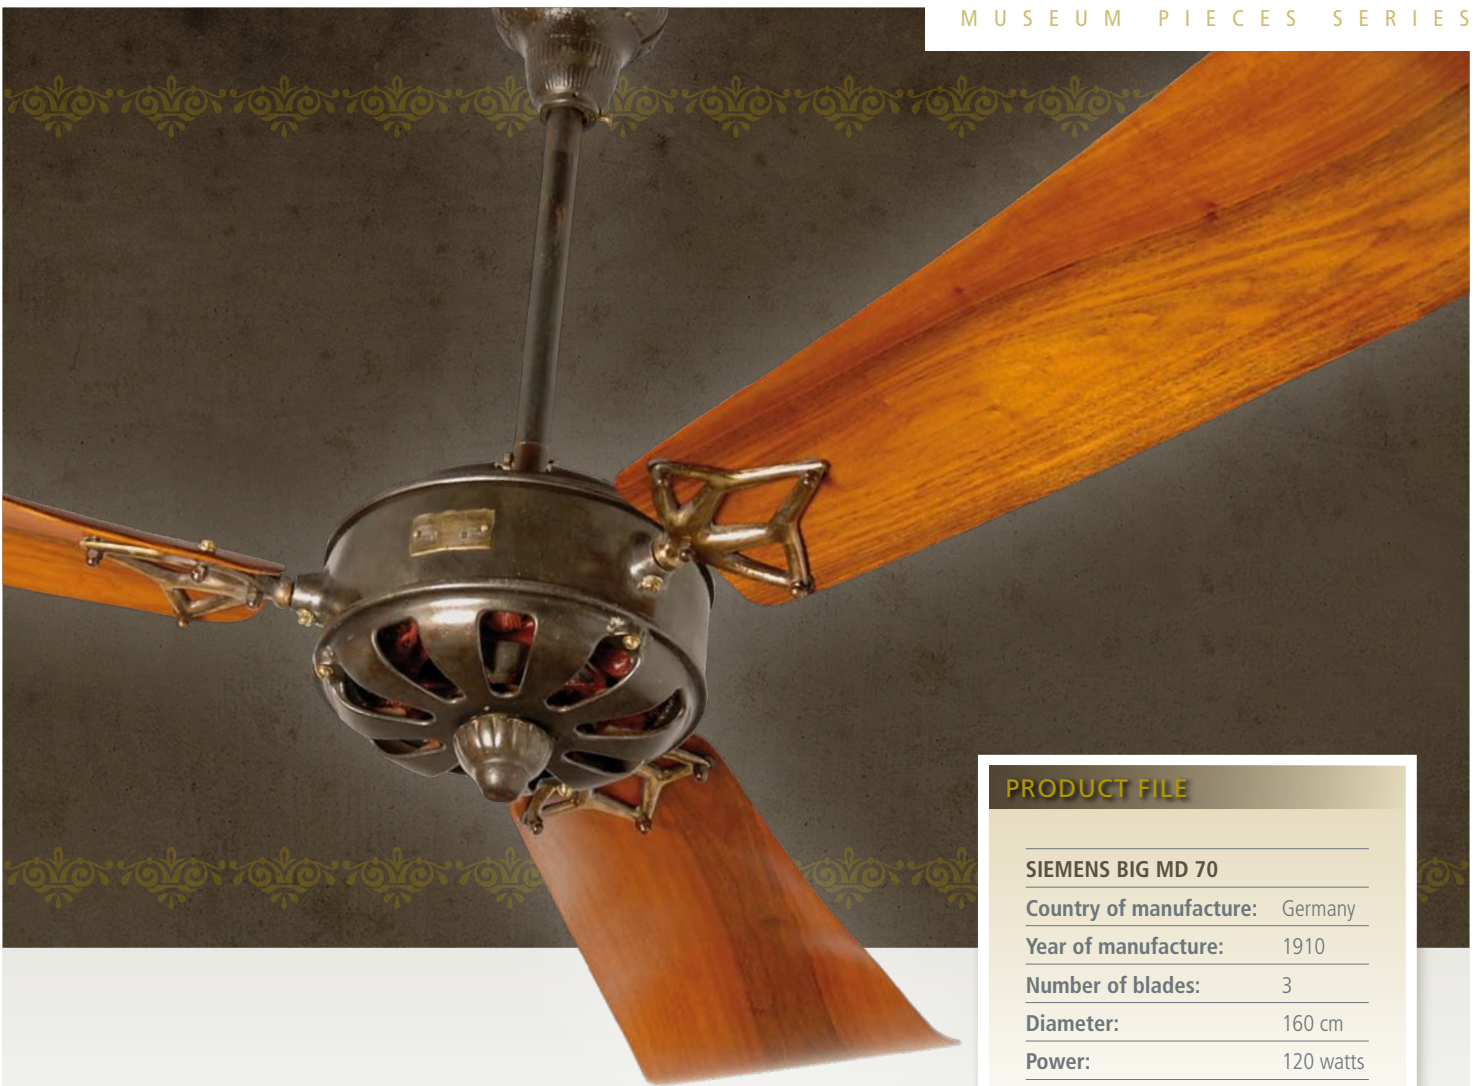 MUSEUM PIECES SERIES
PRODUCT FILE
SIEMENS BIG MD 70
Country of manufacture: Germany
Year of manufacture: 1910
Number of blades: 3
Diameter: 160 cm
Power: 120 watts